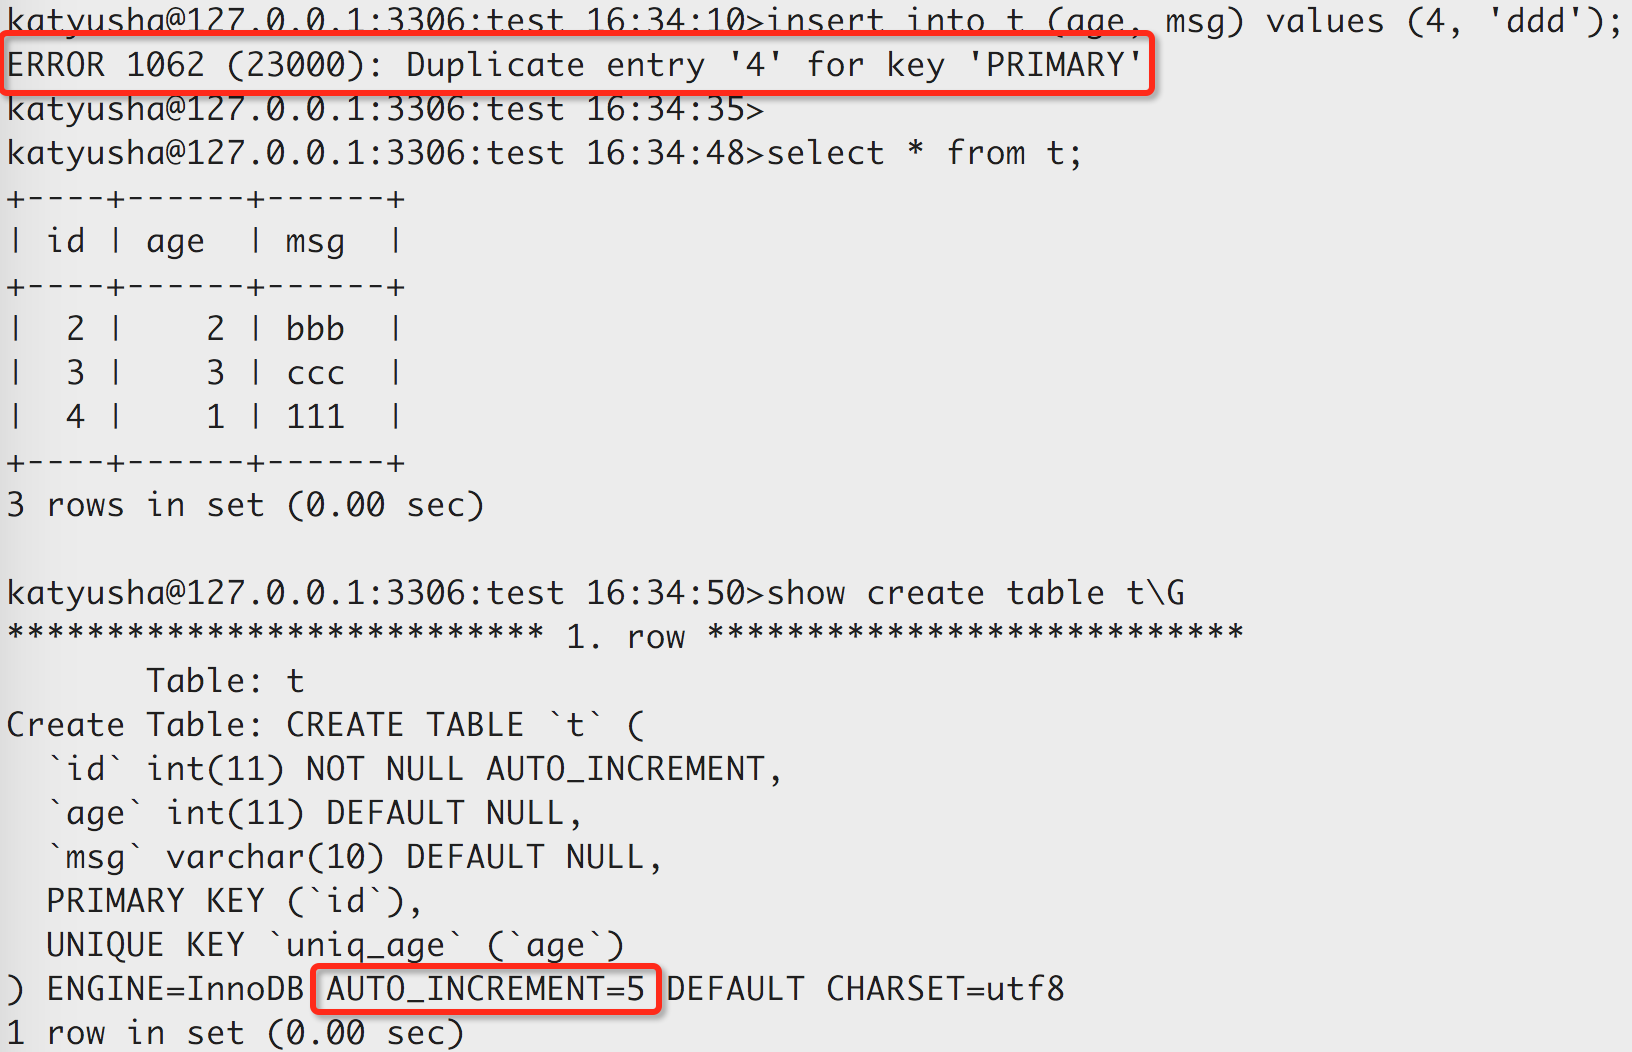 katyusha@127.0.0.1:3306:test 16:34:10>insert into t (age, msg) values (4, 'ddd');
ERROR 1062 (23000): Duplicate entry '4' for key 'PRIMARY'
katyusha@127.0.0.1:3306:test 16:34:35>
katyusha@127.0.0.1:3306:test 16:34:48>select * from t;
+----+------+------+
| id | age  | msg  |
+----+------+------+
|  2 |    2 | bbb  |
|  3 |    3 | ccc  |
|  4 |    1 | 111  |
+----+------+------+
3 rows in set (0.00 sec)

katyusha@127.0.0.1:3306:test 16:34:50>show create table t\G
*************************** 1. row ***************************
       Table: t
Create Table: CREATE TABLE `t` (
  `id` int(11) NOT NULL AUTO_INCREMENT,
  `age` int(11) DEFAULT NULL,
  `msg` varchar(10) DEFAULT NULL,
  PRIMARY KEY (`id`),
  UNIQUE KEY `uniq_age` (`age`)
) ENGINE=InnoDB AUTO_INCREMENT=5 DEFAULT CHARSET=utf8
1 row in set (0.00 sec)